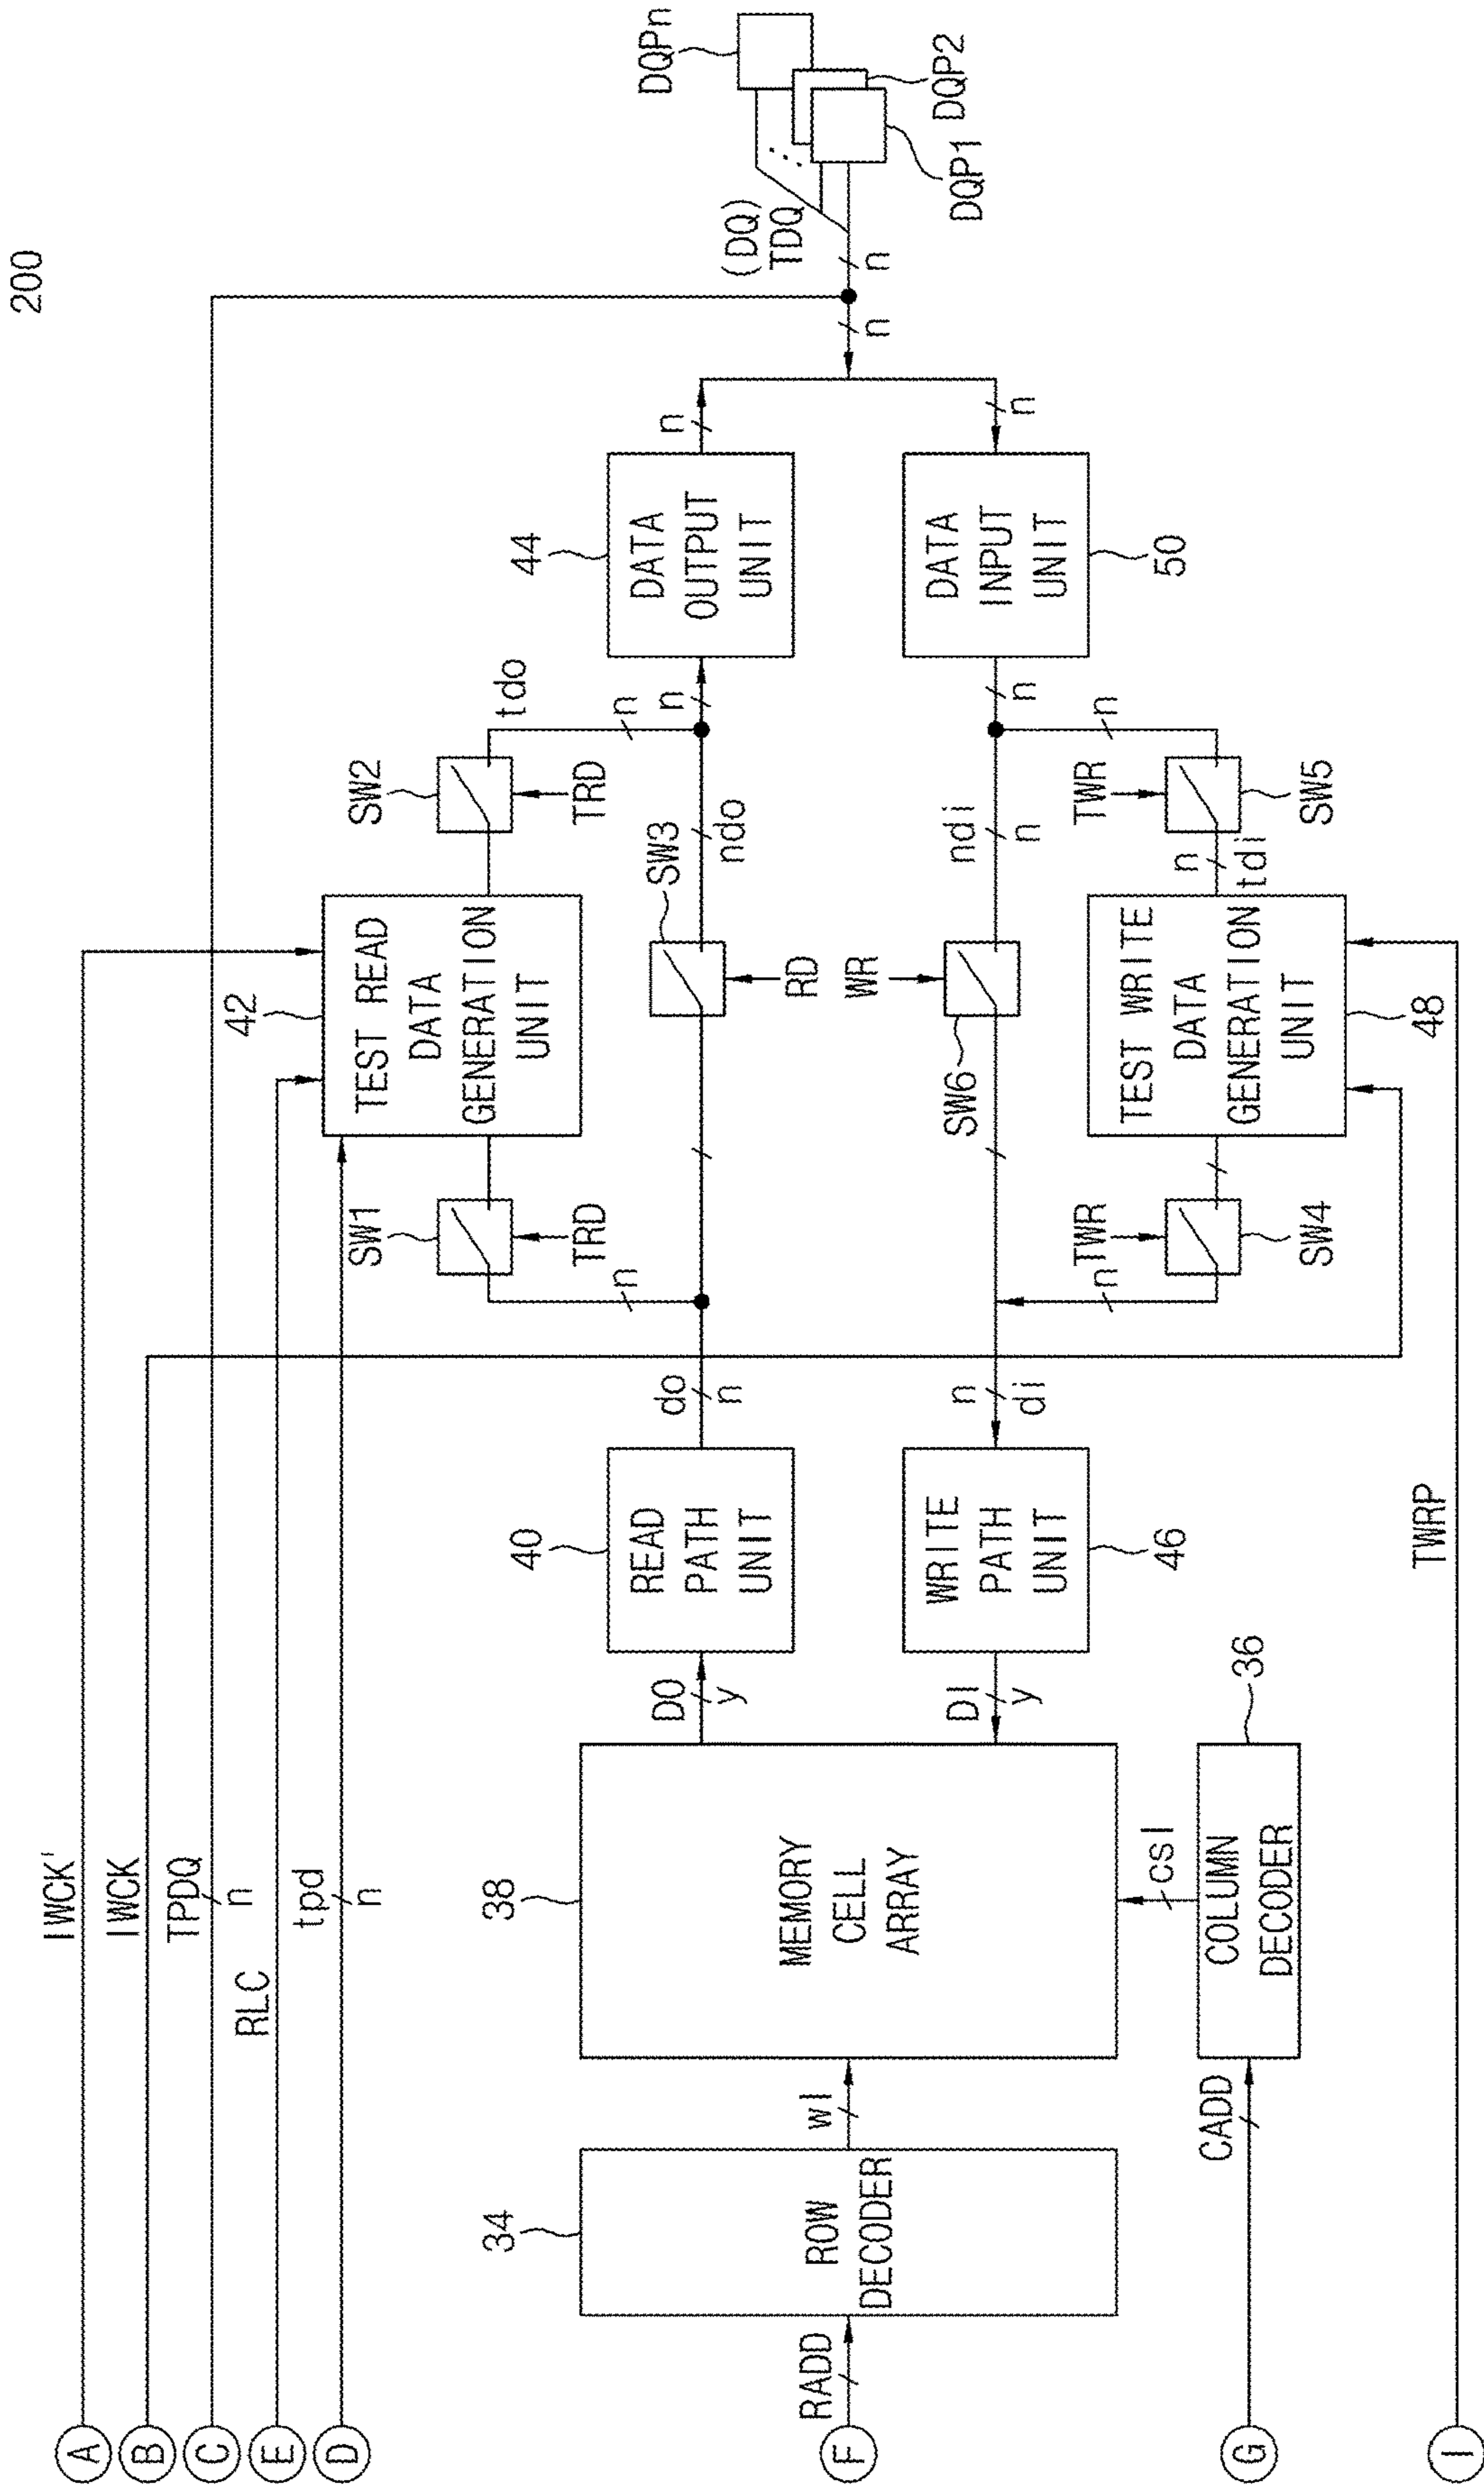 200
A
IWCK'
B
IWCK
C
TPDQ
n
E
RLC
D
tpd
n
SW1
TRD
n
42
TEST READ
DATA
GENERATION
UNIT
SW2
TRD
tdo
n
DQPn
DQP2
DQP1
(DQ)
TDQ
n
n
40
READ
PATH
UNIT
DO
y
do
n
SW3
RD
ndo
n
44
DATA
OUTPUT
UNIT
n
F
RADD
34
ROW
DECODER
wl
38
MEMORY
CELL
ARRAY
DI
y
WRITE
PATH
UNIT
46
n
di
WR
SW6
ndi
n
n
DATA
INPUT
UNIT
50
n
G
CADD
COLUMN
DECODER
36
csl
TWR
n
SW4
TEST WRITE
DATA
GENERATION
UNIT
48
n
tdi
TWR
SW5
n
I
TWRP